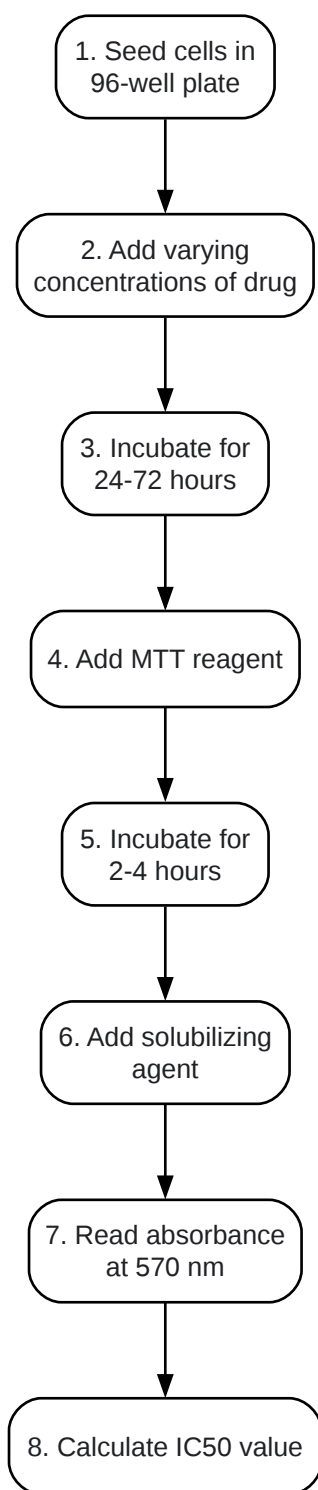 1. Seed cells in
96-well plate
2. Add varying
concentrations of drug
3. Incubate for
24-72 hours
4. Add MTT reagent
5. Incubate for
2-4 hours
6. Add solubilizing
agent
7. Read absorbance
at 570 nm
8. Calculate IC50 value